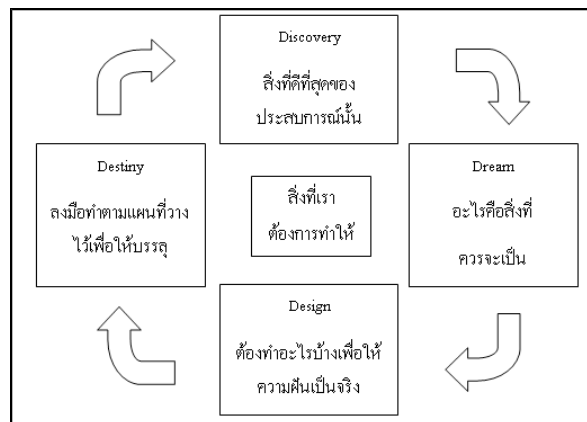 Discovery
สิ่งที่ดีที่สุดของ
ประสบการณ์นั้น
Destiny
ลงมือทำตามแผนที่วาง
ไว้เพื่อให้บรรลุ
สิ่งที่เรา
ต้องการทำให้
Dream
อะไรคือสิ่งที่
ควรจะเป็น
Design
ต้องทำอะไรบ้างเพื่อให้
ความฝันเป็นจริง